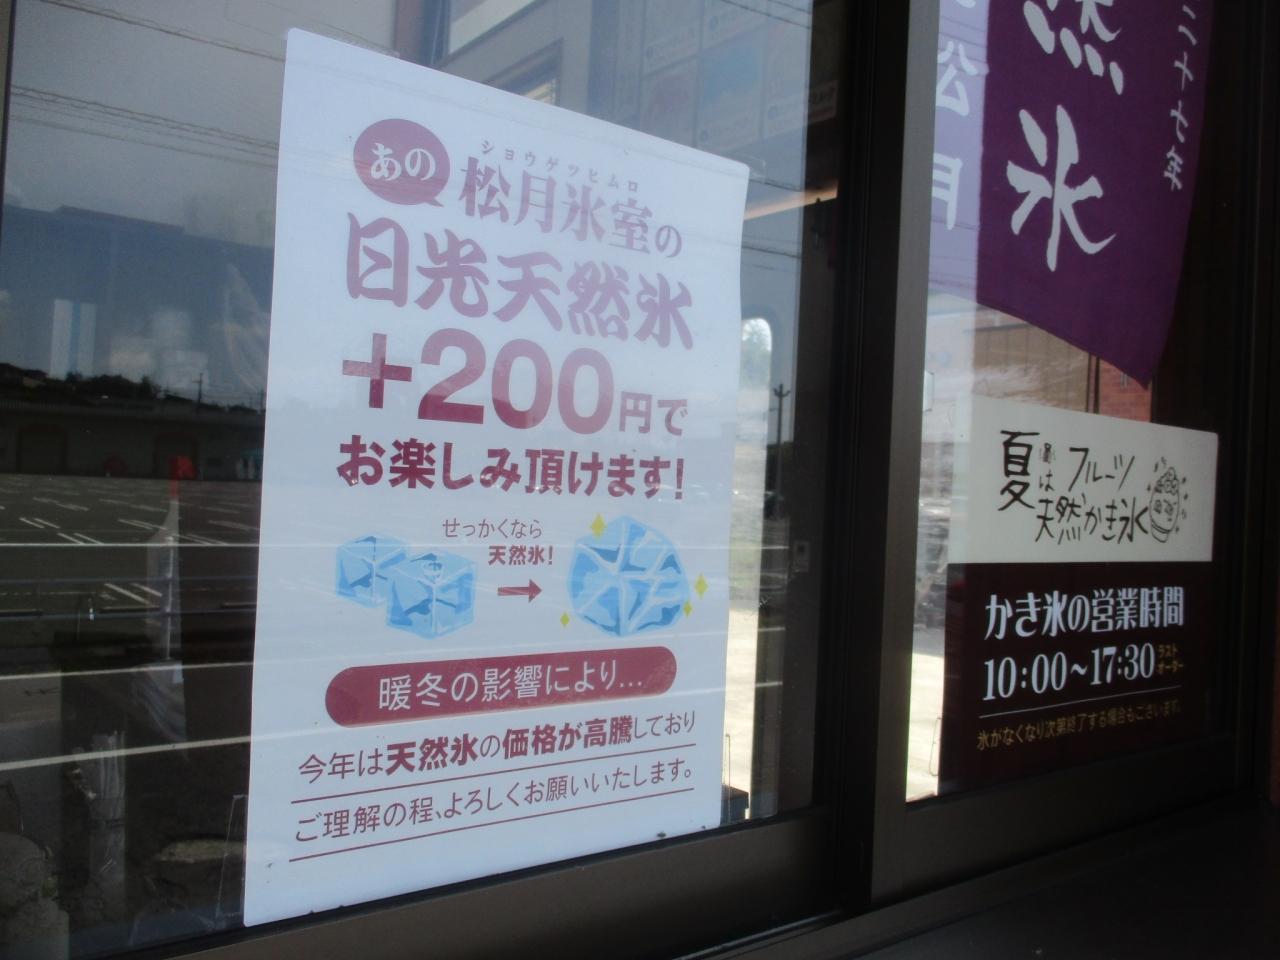 あの
ショウゲツヒムロ
松月氷室の
日光天然氷
+200円で
お楽しみ頂けます!
せっかくなら
天然氷!
暖冬の影響により...
今年は天然氷の価格が高騰しており
ご理解の程、よろしくお願いいたします。
三十七年
然氷
公月
夏はフルーツ
天然かき氷
かき氷の営業時間
10:00~17:30 ラストオーダー
氷がなくなり次第終了する場合もございます。